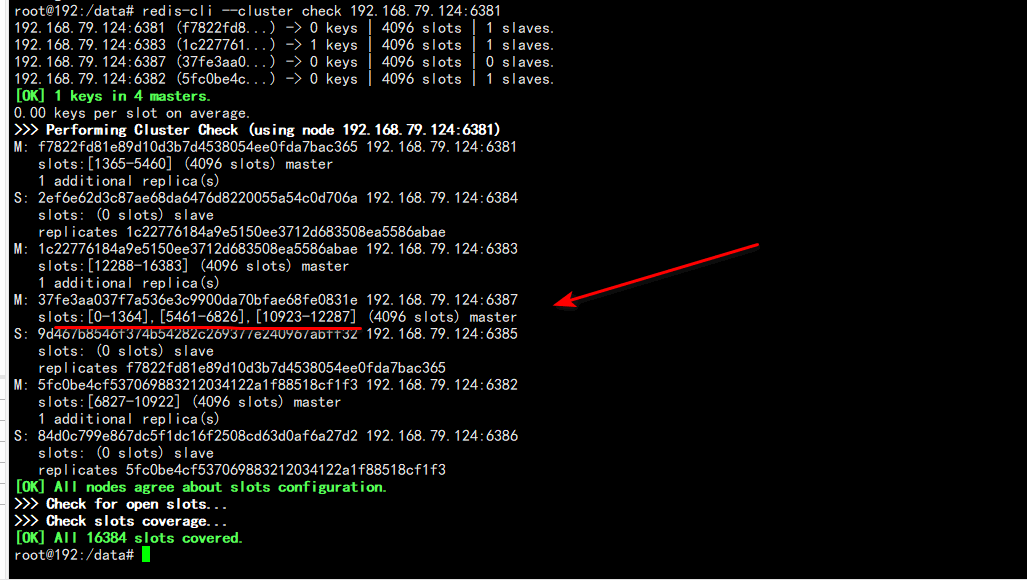 root@192:/data# redis-cli --cluster check 192.168.79.124:6381
192.168.79.124:6381 (f7822fd8...) -> 0 keys | 4096 slots | 1 slaves.
192.168.79.124:6383 (1c227761...) -> 1 keys | 4096 slots | 1 slaves.
192.168.79.124:6387 (37fe3aa0...) -> 0 keys | 4096 slots | 0 slaves.
192.168.79.124:6382 (5fc0be4c...) -> 0 keys | 4096 slots | 1 slaves.
[OK] 1 keys in 4 masters.
0.00 keys per slot on average.
>>> Performing Cluster Check (using node 192.168.79.124:6381)
M: f7822fd81e89d10d3b7d4538054ee0fda7bac365 192.168.79.124:6381
slots:[1365-5460] (4096 slots) master
1 additional replica(s)
S: 2ef6e62d3c87ae68da6476d8220055a54c0d706a 192.168.79.124:6384
slots: (0 slots) slave
replicates 1c22776184a9e5150ee3712d683508ea5586abae
M: 1c22776184a9e5150ee3712d683508ea5586abae 192.168.79.124:6383
slots:[12288-16383] (4096 slots) master
1 additional replica(s)
M: 37fe3aa037f7a536e3c9900da70bfae68fe0831e 192.168.79.124:6387
slots:[0-1364],[5461-6826],[10923-12287] (4096 slots) master
S: 9d467b8546f374b54282c269377e240967abff32 192.168.79.124:6385
slots: (0 slots) slave
replicates f7822fd81e89d10d3b7d4538054ee0fda7bac365
M: 5fc0be4cf537069883212034122a1f88518cf1f3 192.168.79.124:6382
slots:[6827-10922] (4096 slots) master
1 additional replica(s)
S: 84d0c799e867dc5f1dc16f2508cd63d0af6a27d2 192.168.79.124:6386
slots: (0 slots) slave
replicates 5fc0be4cf537069883212034122a1f88518cf1f3
[OK] All nodes agree about slots configuration.
>>> Check for open slots...
>>> Check slots coverage...
[OK] All 16384 slots covered.
root@192:/data#